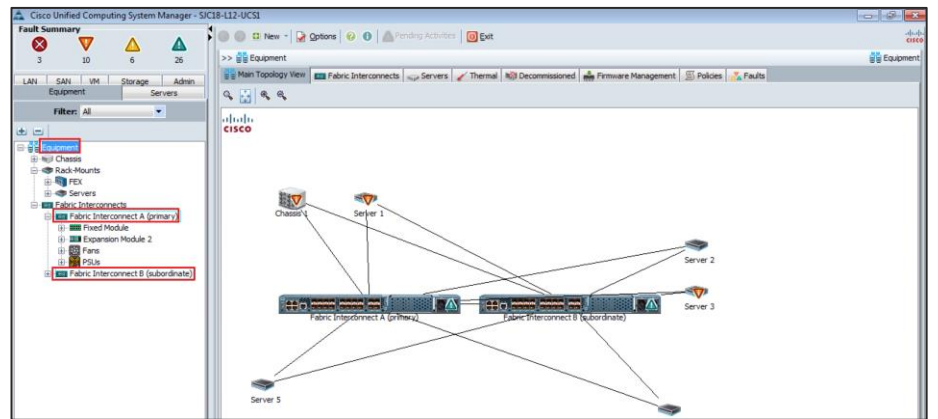 Cisco Unified Computing System Manager - SJC18-L12-UCS1
Fault Summary
3 10 6 26
New Options Pending Activities Exit
CISCO
>> Equipment Equipment
LAN SAN VM Storage Admin
Equipment Servers
Main Topology View Fabric Interconnects Servers Thermal Decommissioned Firmware Management Policies Faults
Filter: All
CISCO
Equipment
Chassis
Rack-Mounts
FEX
Servers
Fabric Interconnects
Fabric Interconnect A (primary)
Fixed Module
Expansion Module 2
Fans
PSUs
Fabric Interconnect B (subordinate)
Chassis 1 Server 1
Server 2
Server 3
Fabric Interconnect A (primary) Fabric Interconnect B (subordinate)
Server 5